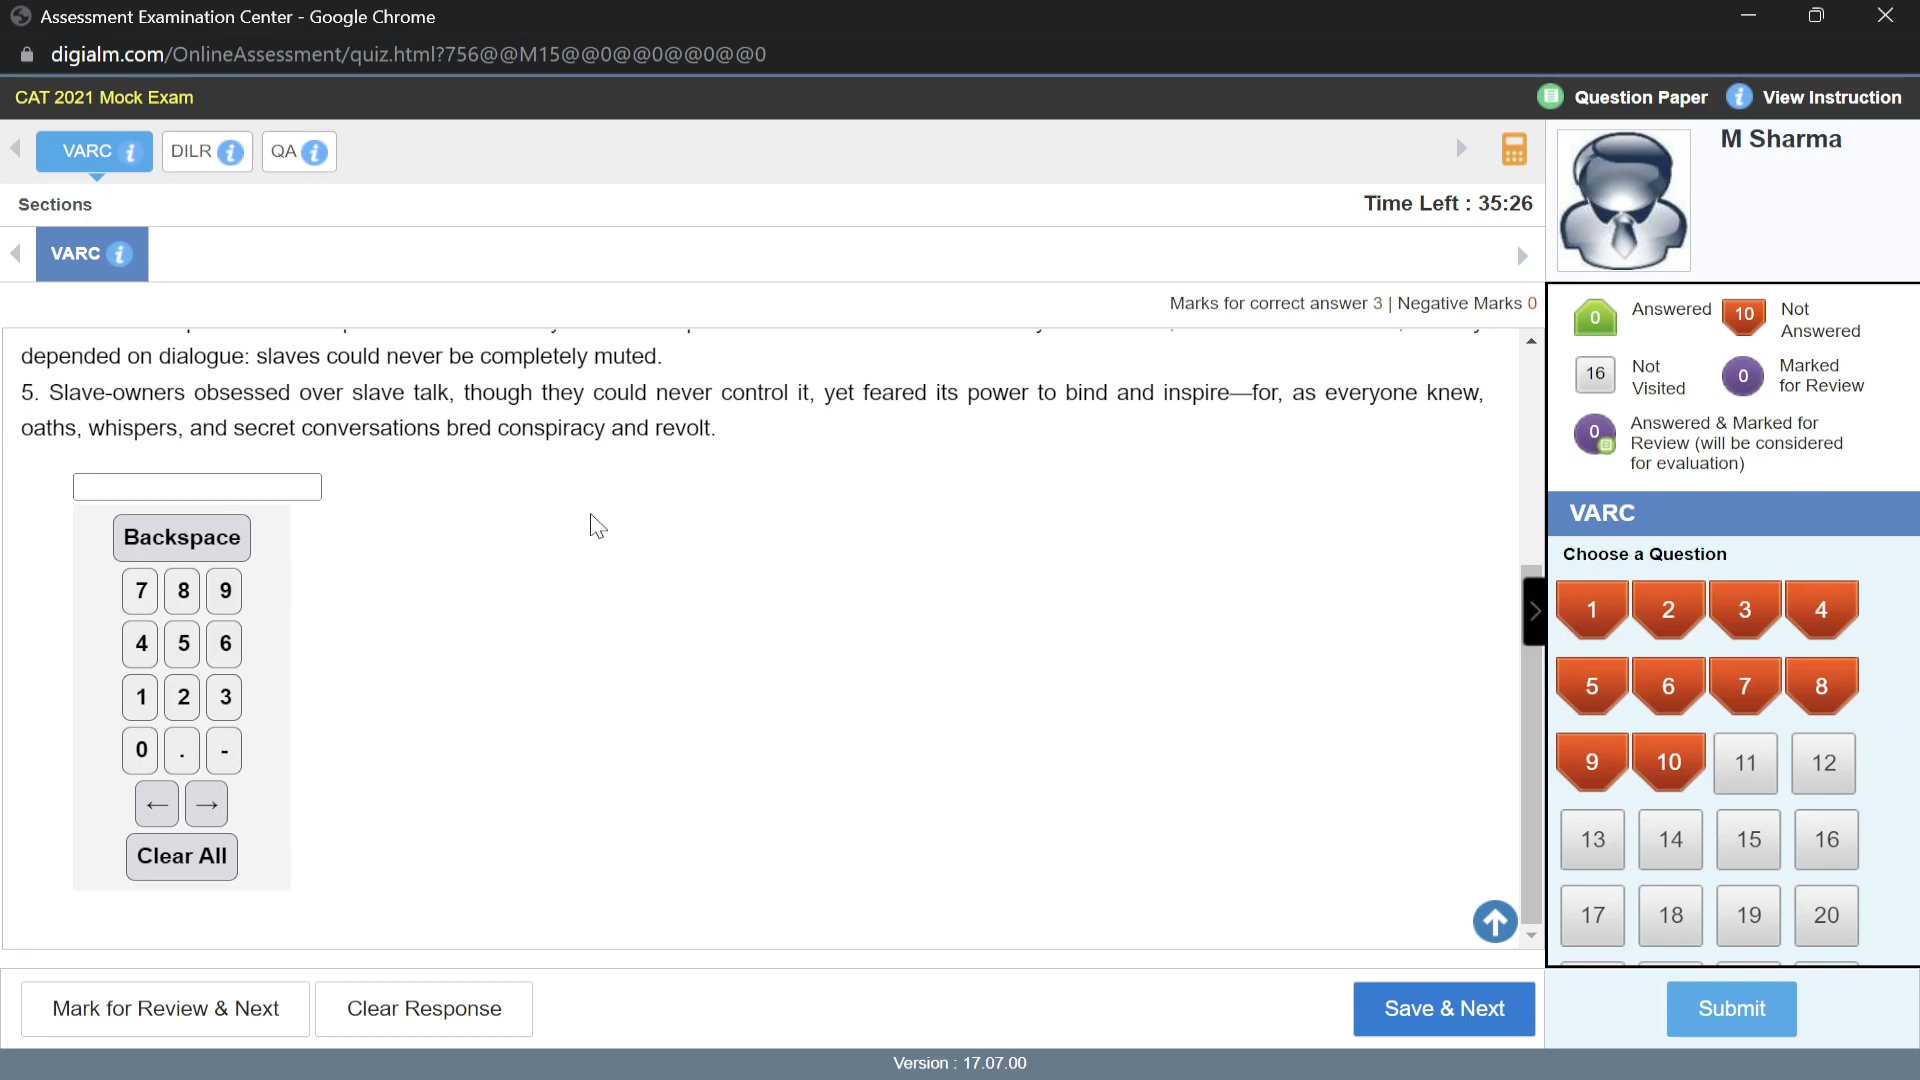 Assessment Examination Center - Google Chrome
digialm.com/OnlineAssessment/quiz.html?756@@M15@@0@@0@@0@@0
CAT 2021 Mock Exam
Question Paper
View Instruction
VARC i
DILR i
QA i
M Sharma
Sections
Time Left : 35:26
VARC i
Marks for correct answer 3 | Negative Marks 0
depended on dialogue: slaves could never be completely muted.
5. Slave-owners obsessed over slave talk, though they could never control it, yet feared its power to bind and inspire—for, as everyone knew,
oaths, whispers, and secret conversations bred conspiracy and revolt.
Backspace
7 8 9
4 5 6
1 2 3
0 . -
← →
Clear All
0 Answered
10 Not
Answered
16 Not
Visited
0 Marked
for Review
0 Answered & Marked for
Review (will be considered
for evaluation)
VARC
Choose a Question
1 2 3 4
5 6 7 8
9 10 11 12
13 14 15 16
17 18 19 20
Mark for Review & Next
Clear Response
Save & Next
Submit
Version : 17.07.00